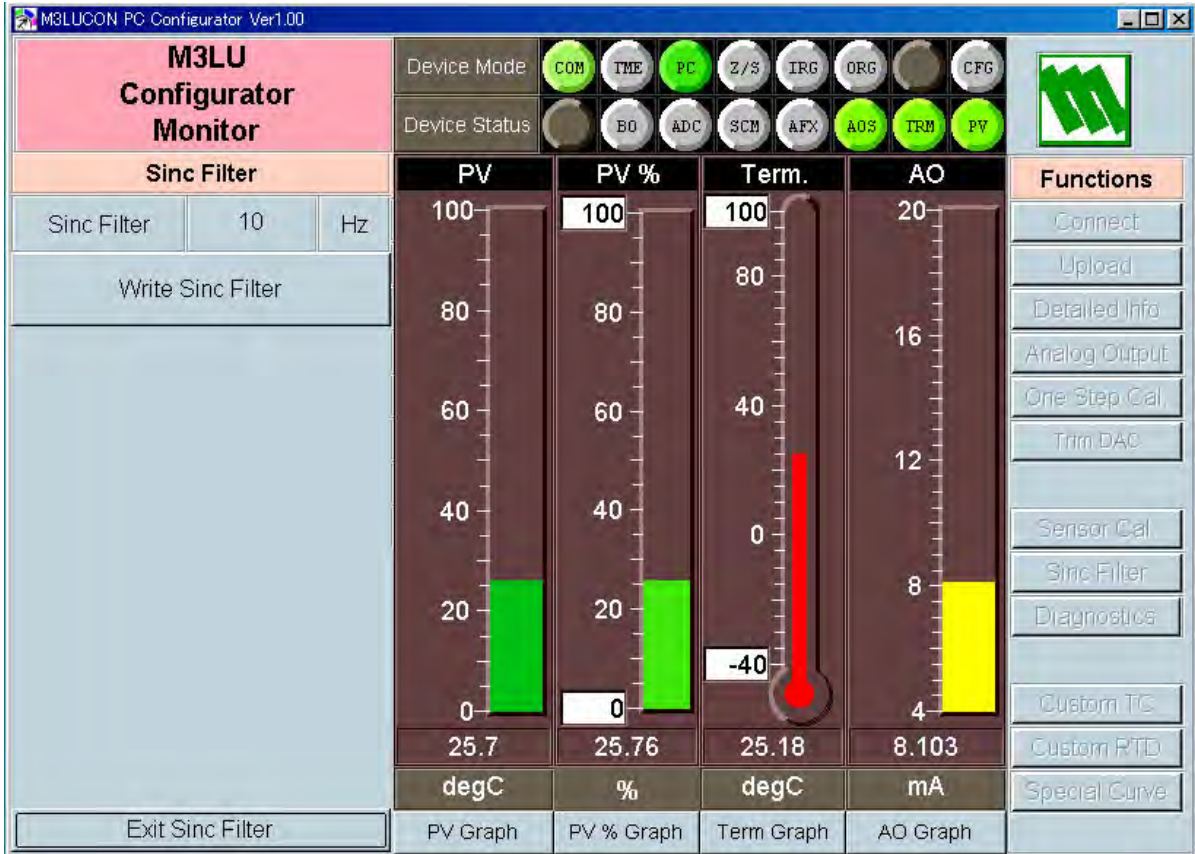 M3LUCON PC Configurator Ver1.00
M3LU
Configurator
Monitor
Device Mode COM TME PC Z/S IRG ORG CFG
Device Status BO ADC SCM AFX AOS TRM PV
Sinc Filter
Sinc Filter 10 Hz
Write Sinc Filter
Exit Sinc Filter
PV
100
80
60
40
20
0
25.7
degC
PV Graph
PV %
100
80
60
40
20
0
25.76
%
PV % Graph
Term.
100
80
40
0
-40
25.18
degC
Term Graph
AO
20
16
12
8
4
8.103
mA
AO Graph
Functions
Connect
Upload
Detailed Info
Analog Output
One Step Cal.
Trim DAC
Sensor Cal.
Sinc Filter
Diagnostics
Custom TC
Custom RTD
Special Curve